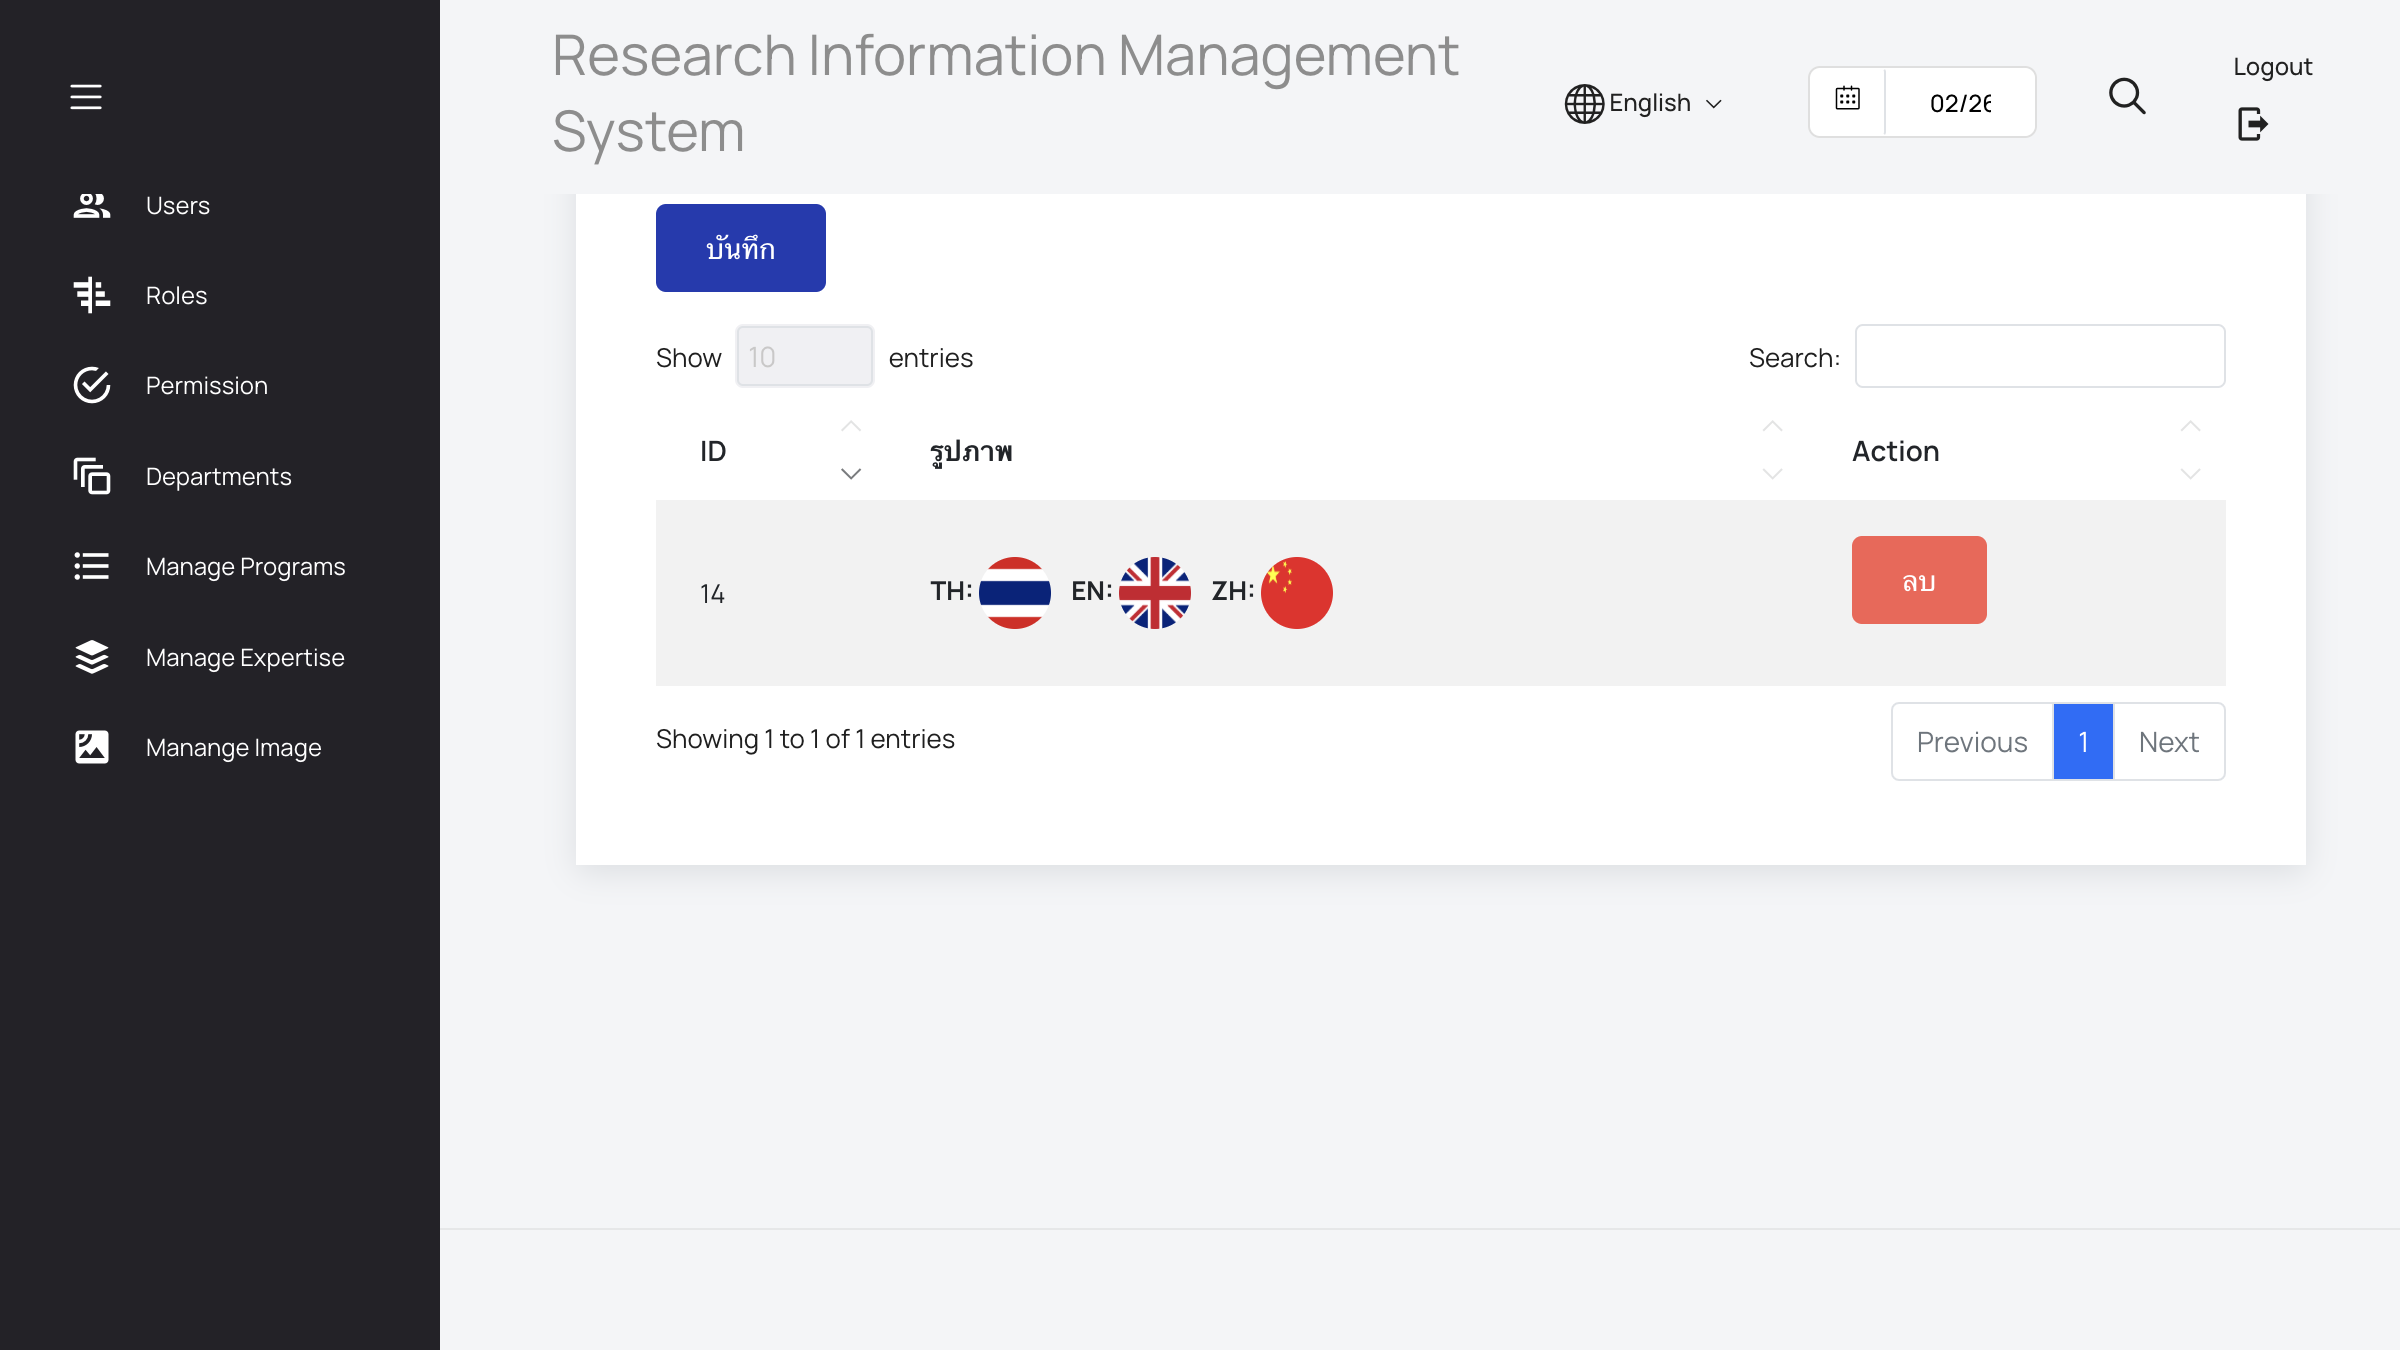 Research Information Management
System
English
02/26
Logout
Users
Roles
Permission
Departments
Manage Programs
Manage Expertise
Manange Image
บันทึก
Show 10 entries
Search:
ID รูปภาพ Action
14 TH: EN: ZH: ลบ
Showing 1 to 1 of 1 entries
Previous 1 Next